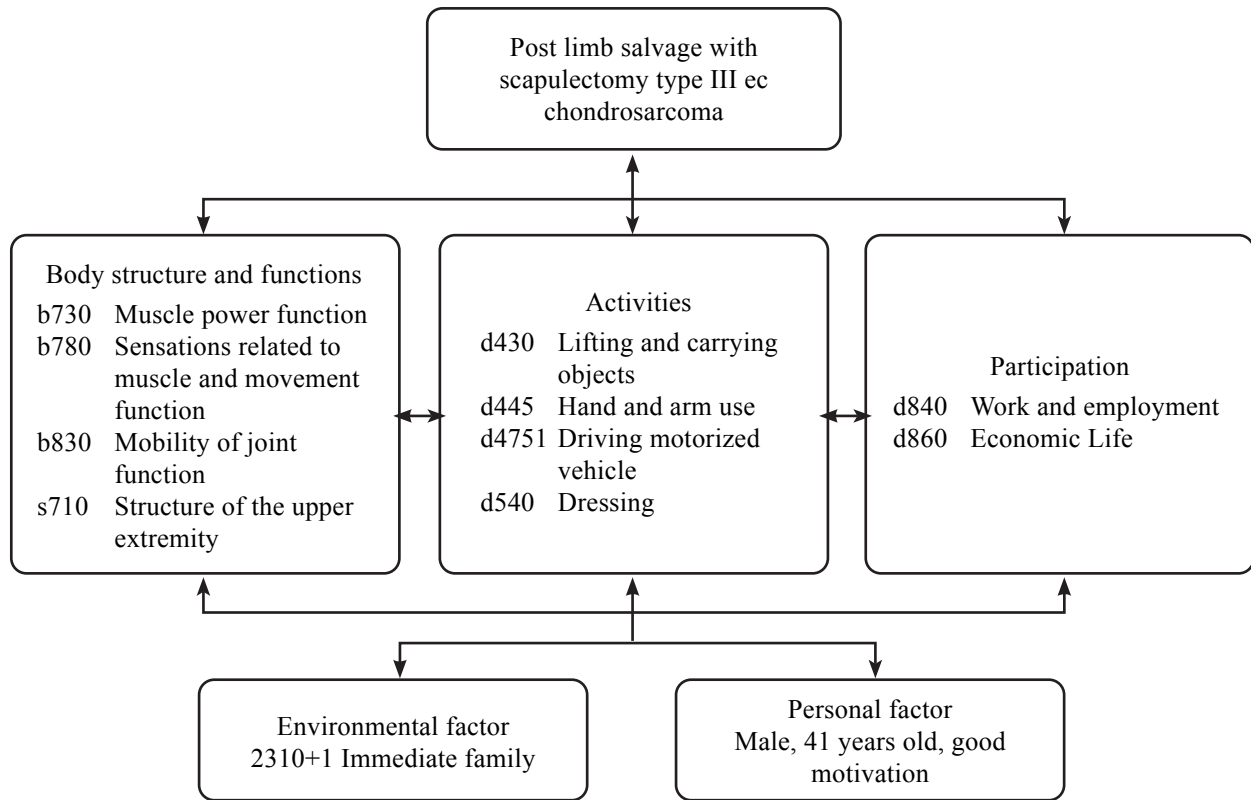 Post limb salvage with
scapulectomy type III ec
chondrosarcoma
Body structure and functions
b730 Muscle power function
b780 Sensations related to
muscle and movement
function
b830 Mobility of joint
function
s710 Structure of the upper
extremity
Activities
d430 Lifting and carrying
objects
d445 Hand and arm use
d4751 Driving motorized
vehicle
d540 Dressing
Participation
d840 Work and employment
d860 Economic Life
Environmental factor
2310+1 Immediate family
Personal factor
Male, 41 years old, good
motivation